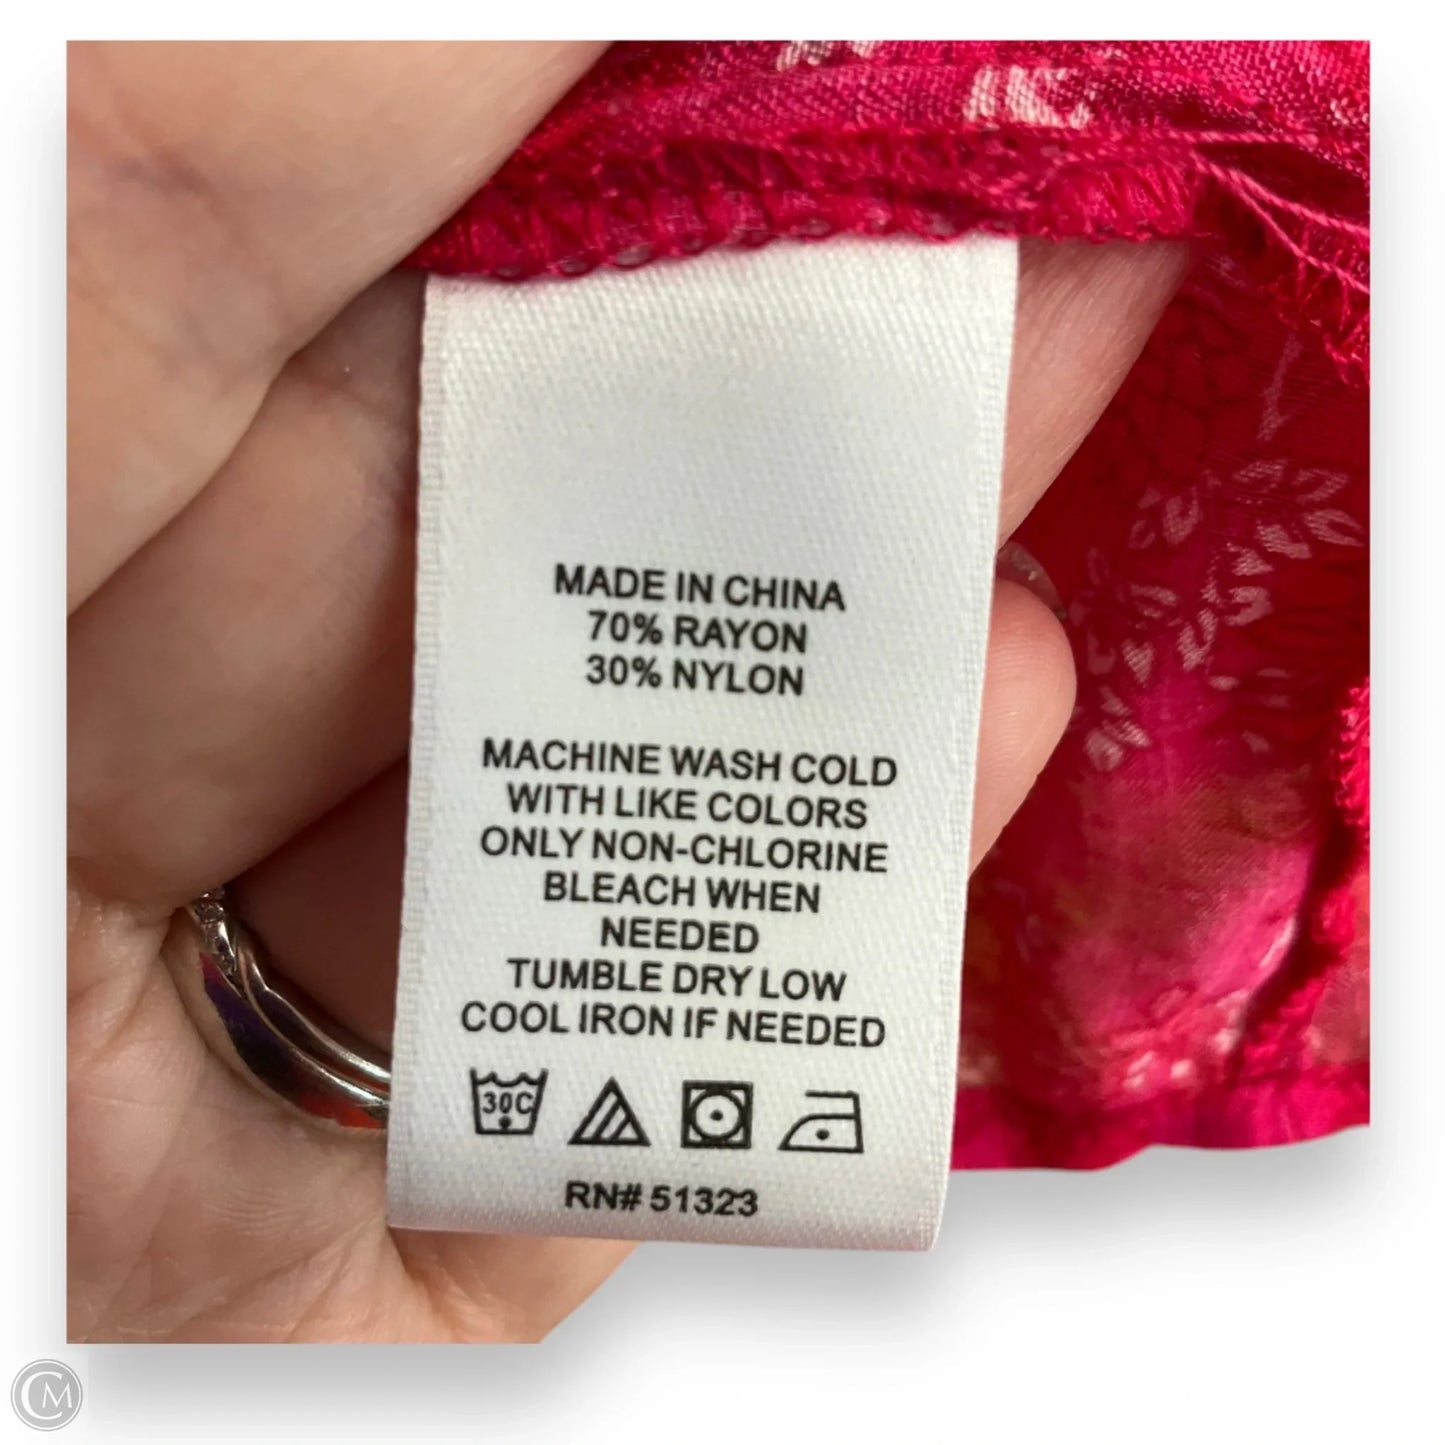 MADE IN CHINA
70% RAYON
30% NYLON
MACHINE WASH COLD
WITH LIKE COLORS
ONLY NON-CHLORINE
BLEACH WHEN
NEEDED
TUMBLE DRY LOW
COOL IRON IF NEEDED
30C
RN# 51323
CM